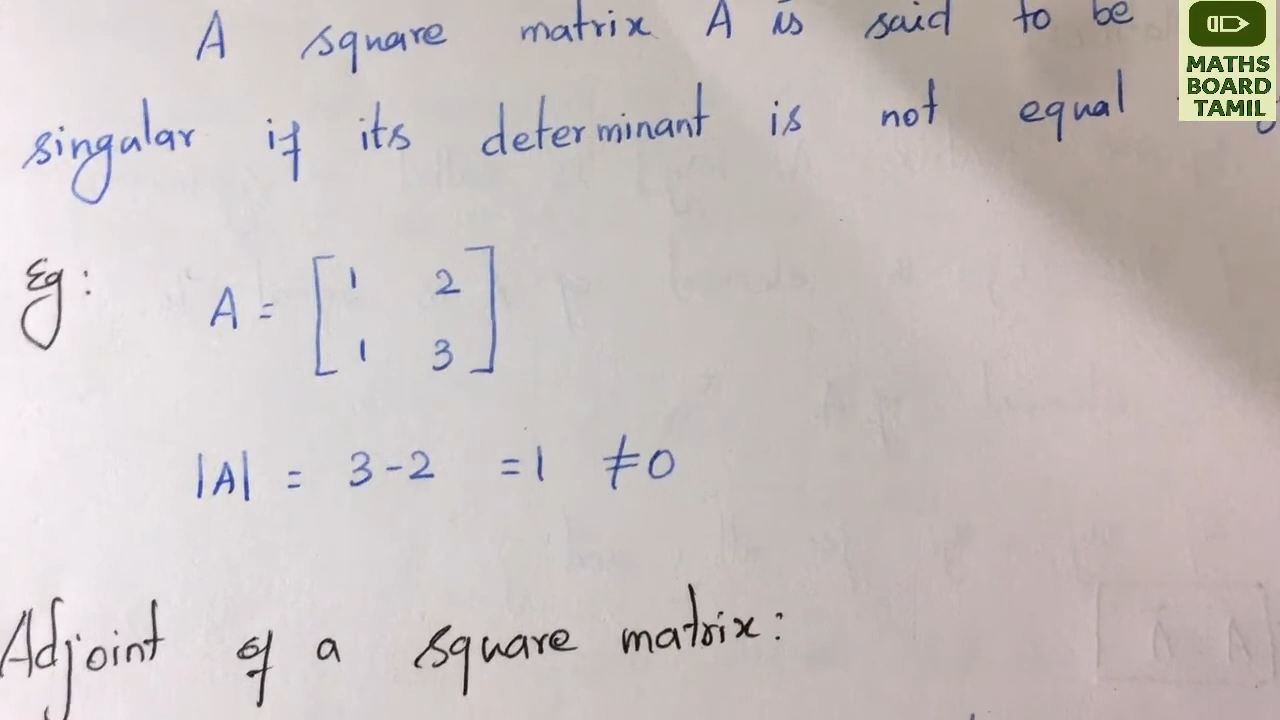 A square matrix A is said to be
singular if its determinant is not equal
Eg:
A = [ 1 2
1 3 ]
|A| = 3 - 2 = 1 ≠ 0
Adjoint of a square matrix:
MATHS
BOARD
TAMIL